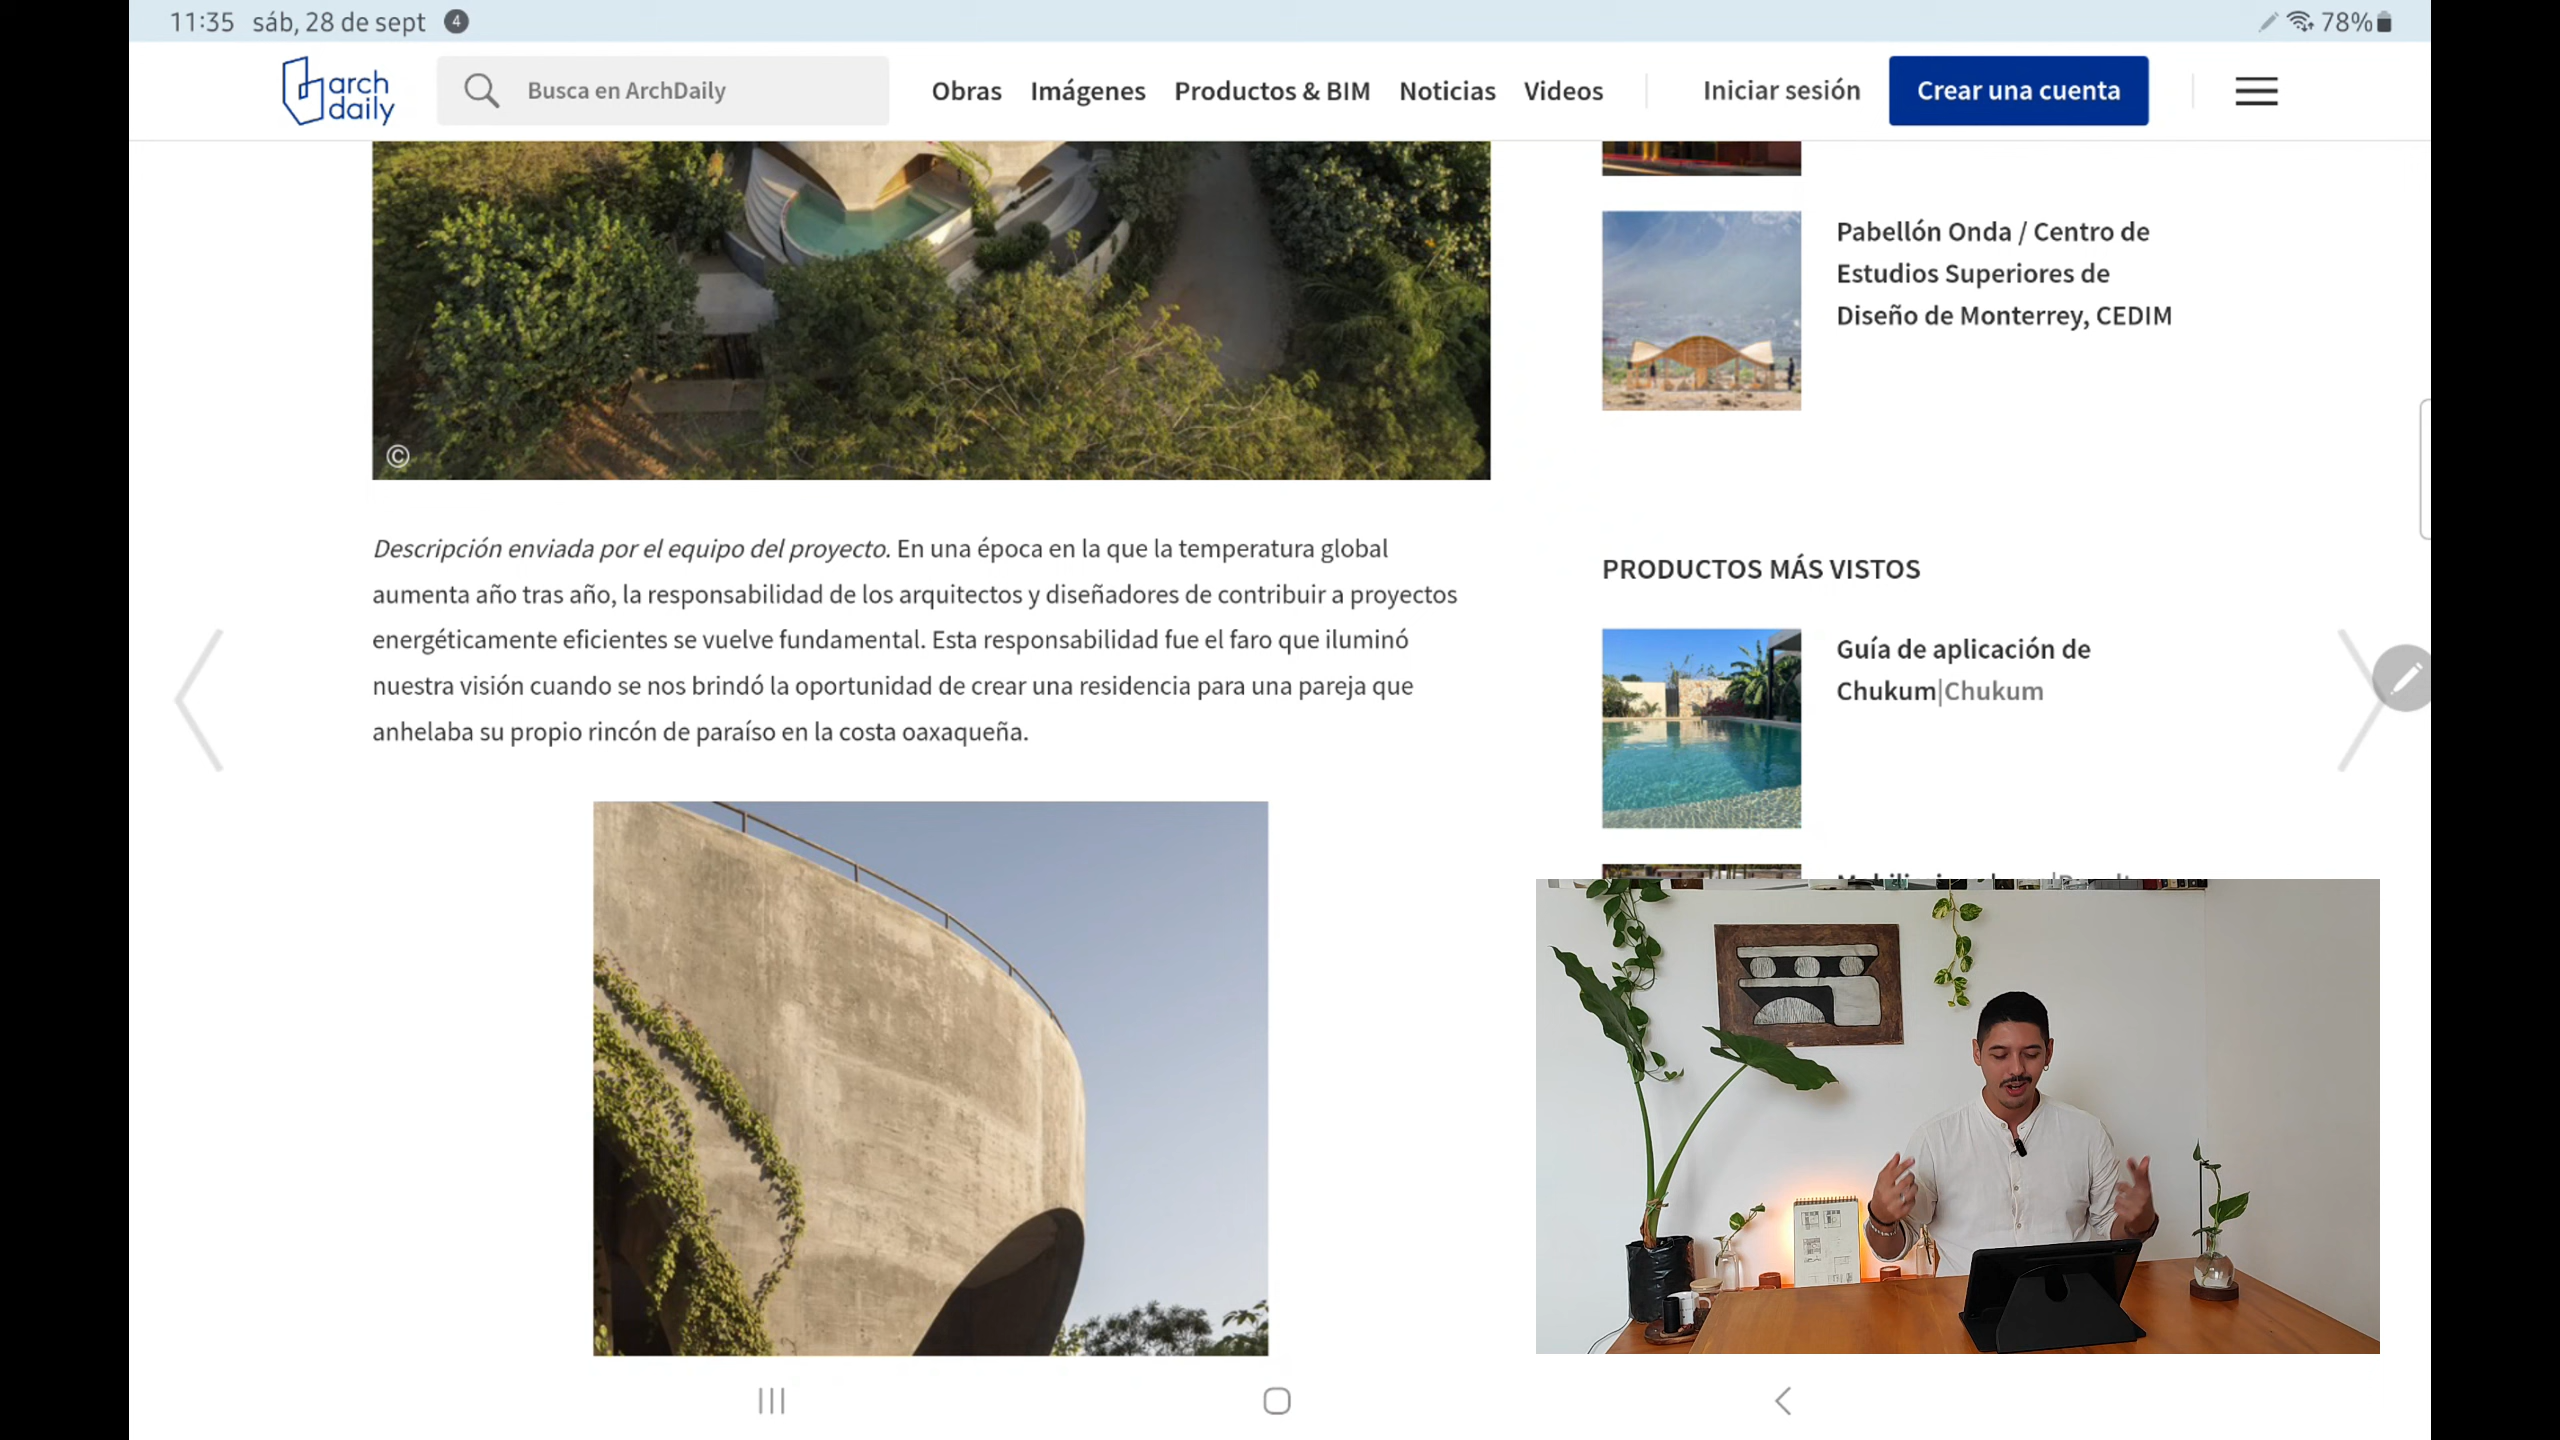 11:35 sáb, 28 de sept 4
78%
arch
daily
Busca en ArchDaily
Obras Imágenes Productos & BIM Noticias Videos
Iniciar sesión
Crear una cuenta
Pabellón Onda / Centro de
Estudios Superiores de
Diseño de Monterrey, CEDIM
©
Descripción enviada por el equipo del proyecto. En una época en la que la temperatura global
aumenta año tras año, la responsabilidad de los arquitectos y diseñadores de contribuir a proyectos
energéticamente eficientes se vuelve fundamental. Esta responsabilidad fue el faro que iluminó
nuestra visión cuando se nos brindó la oportunidad de crear una residencia para una pareja que
anhelaba su propio rincón de paraíso en la costa oaxaqueña.
PRODUCTOS MÁS VISTOS
Guía de aplicación de
Chukum|Chukum